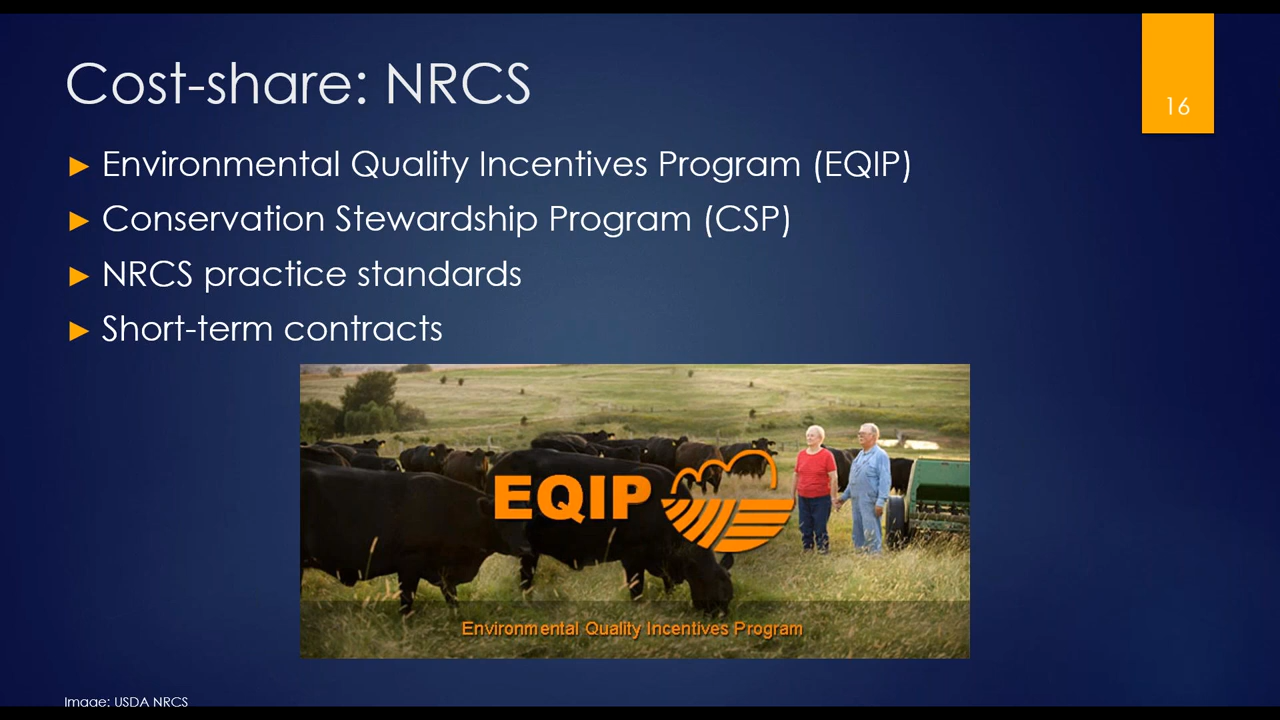 Cost-share: NRCS
16
► Environmental Quality Incentives Program (EQIP)
► Conservation Stewardship Program (CSP)
► NRCS practice standards
► Short-term contracts
EQIP
Environmental Quality Incentives Program
Image: USDA NRCS